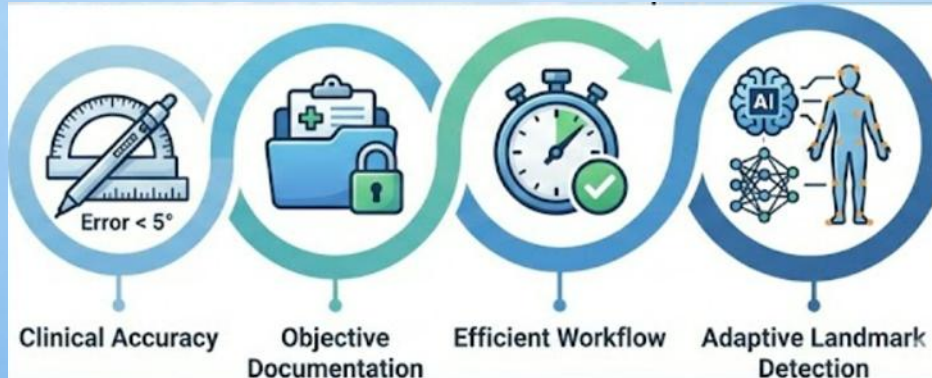 Error < 5°
AI
Clinical Accuracy
Objective
Documentation
Efficient Workflow
Adaptive Landmark
Detection